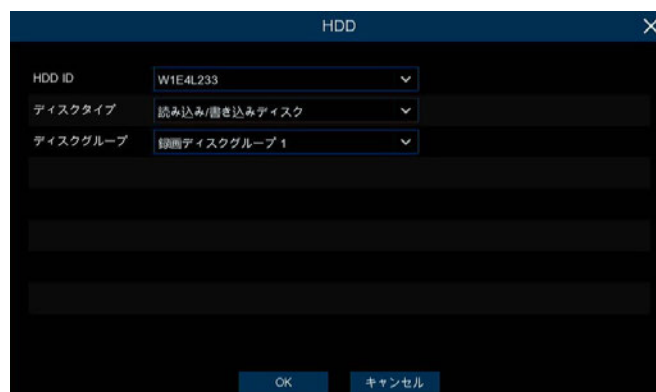 HDD
HDD ID W1E4L233
ディスクタイプ 読み込み/書き込みディスク
ディスクグループ 録画ディスクグループ 1
OK キャンセル